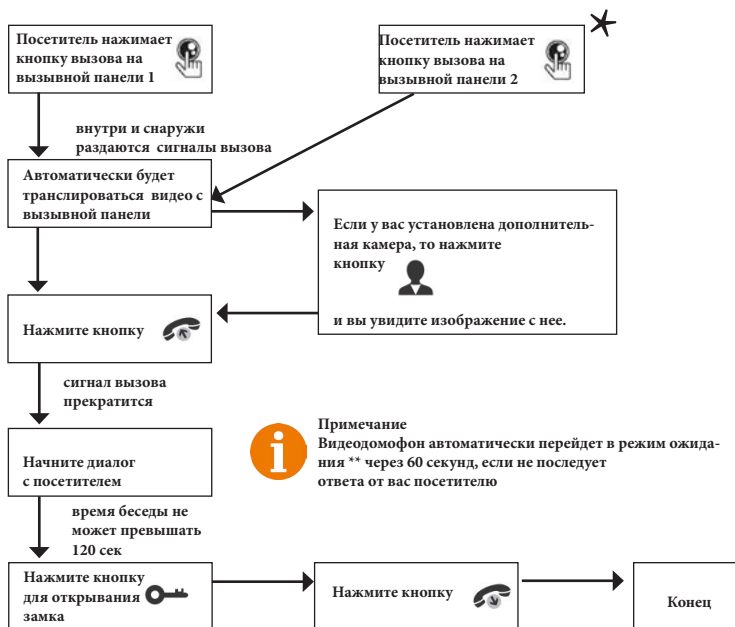 Посетитель нажимает
кнопку вызова на
вызывной панели 1
Посетитель нажимает
кнопку вызова на
вызывной панели 2
внутри и снаружи
раздаются сигналы вызова
Автоматически будет
транслироваться видео с
вызывной панели
Если у вас установлена дополнитель-
ная камера, то нажмите
кнопку
и вы увидите изображение с нее.
Нажмите кнопку
сигнал вызова
прекратится
Примечание
Видеодомофон автоматически перейдет в режим ожида-
ния ** через 60 секунд, если не последует
ответа от вас посетителю
Начните диалог
с посетителем
время беседы не
может превышать
120 сек
Нажмите кнопку
для открывания
замка
Нажмите кнопку
Конец